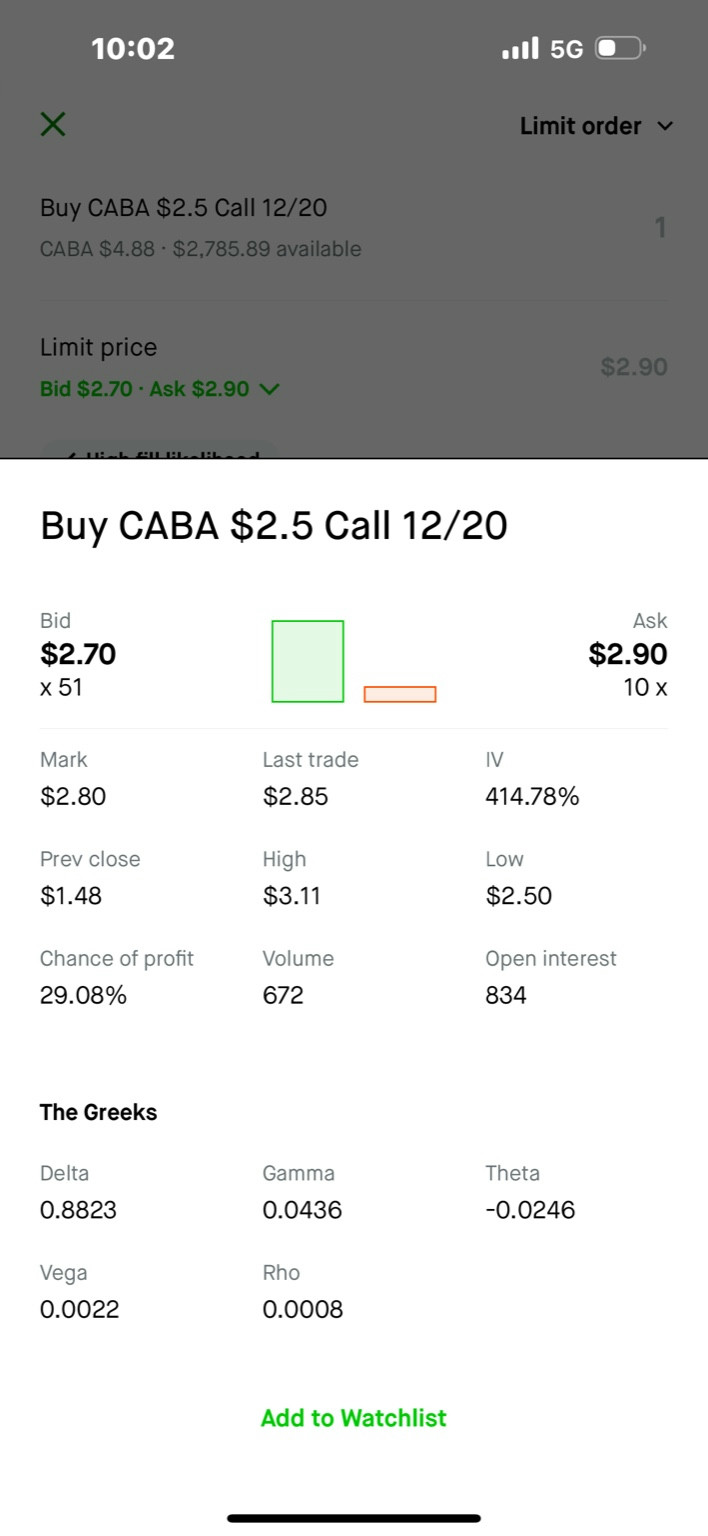 10:02
5G
Limit order
Buy CABA $2.5 Call 12/20
1
CABA $4.88 · $2,785.89 available
Limit price
$2.90
Bid $2.70 · Ask $2.90
High fill likelihood
Buy CABA $2.5 Call 12/20
Bid Ask
$2.70 $2.90
x 51 10 x
Mark Last trade IV
$2.80 $2.85 414.78%
Prev close High Low
$1.48 $3.11 $2.50
Chance of profit Volume Open interest
29.08% 672 834
The Greeks
Delta Gamma Theta
0.8823 0.0436 -0.0246
Vega Rho
0.0022 0.0008
Add to Watchlist